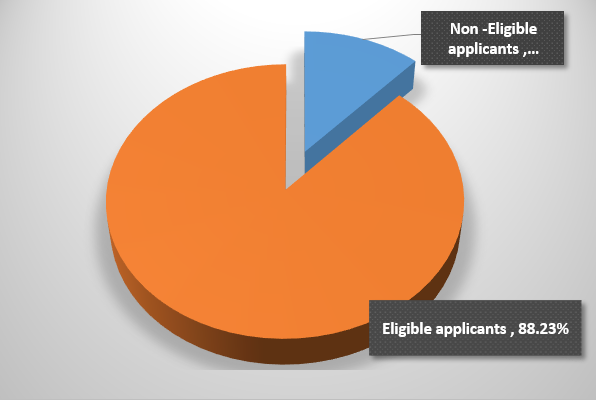 Non -Eligible
applicants ,...
Eligible applicants , 88.23%